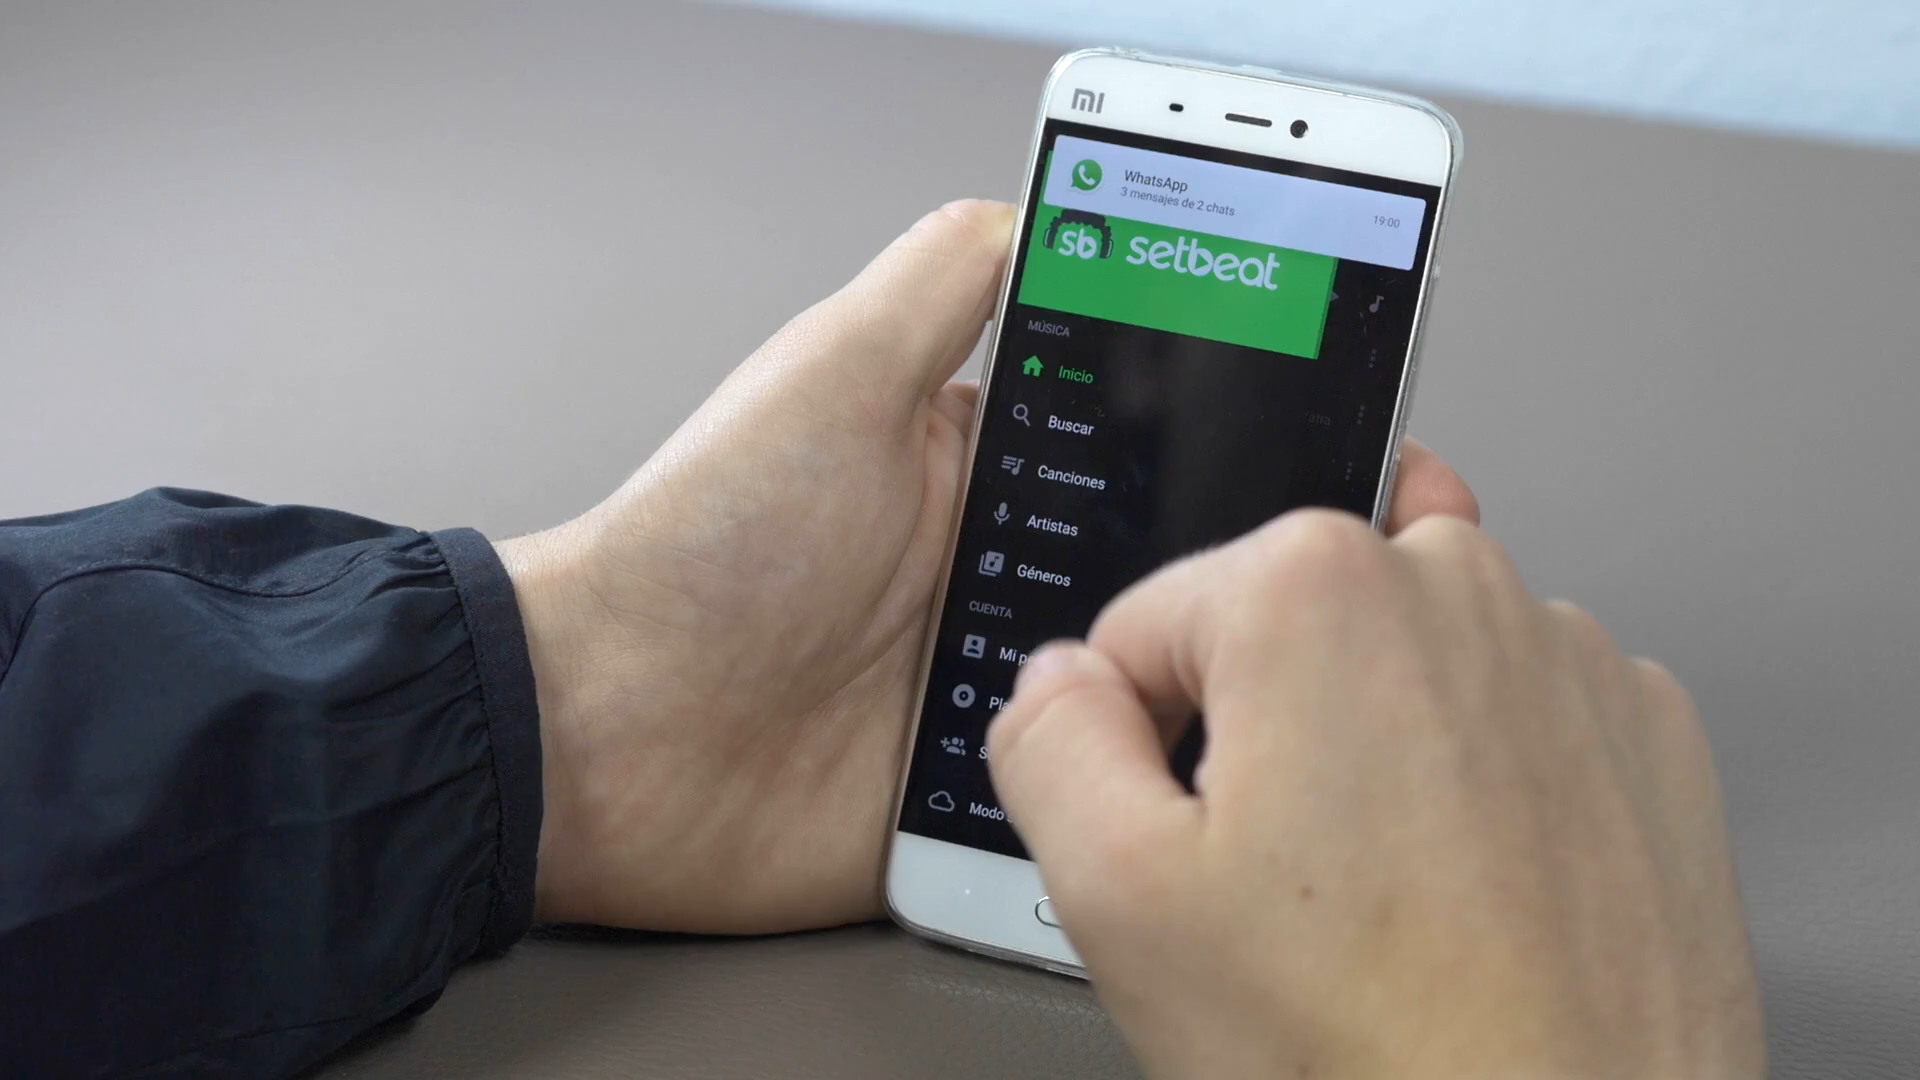 MI
WhatsApp
3 mensajes de 2 chats
19:00
sb setbeat
MÚSICA
Inicio
Buscar
Canciones
Artistas
Géneros
CUENTA
Mi
Modo